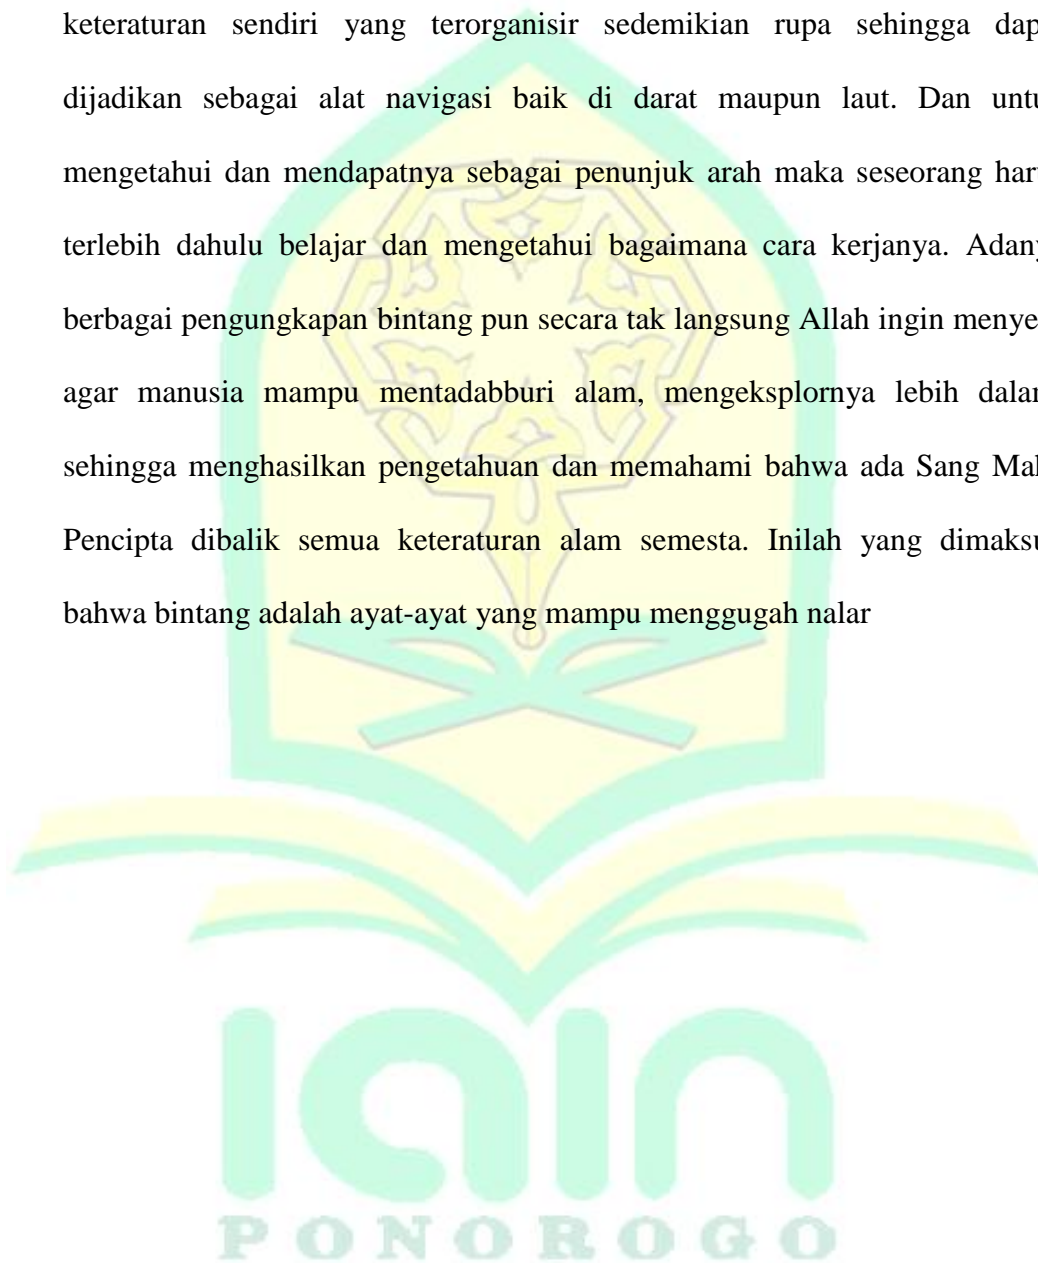 keteraturan sendiri yang terorganisir sedemikian rupa sehingga dap
dijadikan sebagai alat navigasi baik di darat maupun laut. Dan untu
mengetahui dan mendapatnya sebagai penunjuk arah maka seseorang haru
terlebih dahulu belajar dan mengetahui bagaimana cara kerjanya. Adany
berbagai pengungkapan bintang pun secara tak langsung Allah ingin menye
agar manusia mampu mentadabburi alam, mengeksplornya lebih dalam
sehingga menghasilkan pengetahuan dan memahami bahwa ada Sang Mah
Pencipta dibalik semua keteraturan alam semesta. Inilah yang dimaksu
bahwa bintang adalah ayat-ayat yang mampu menggugah nalar
iain
PONOROGO